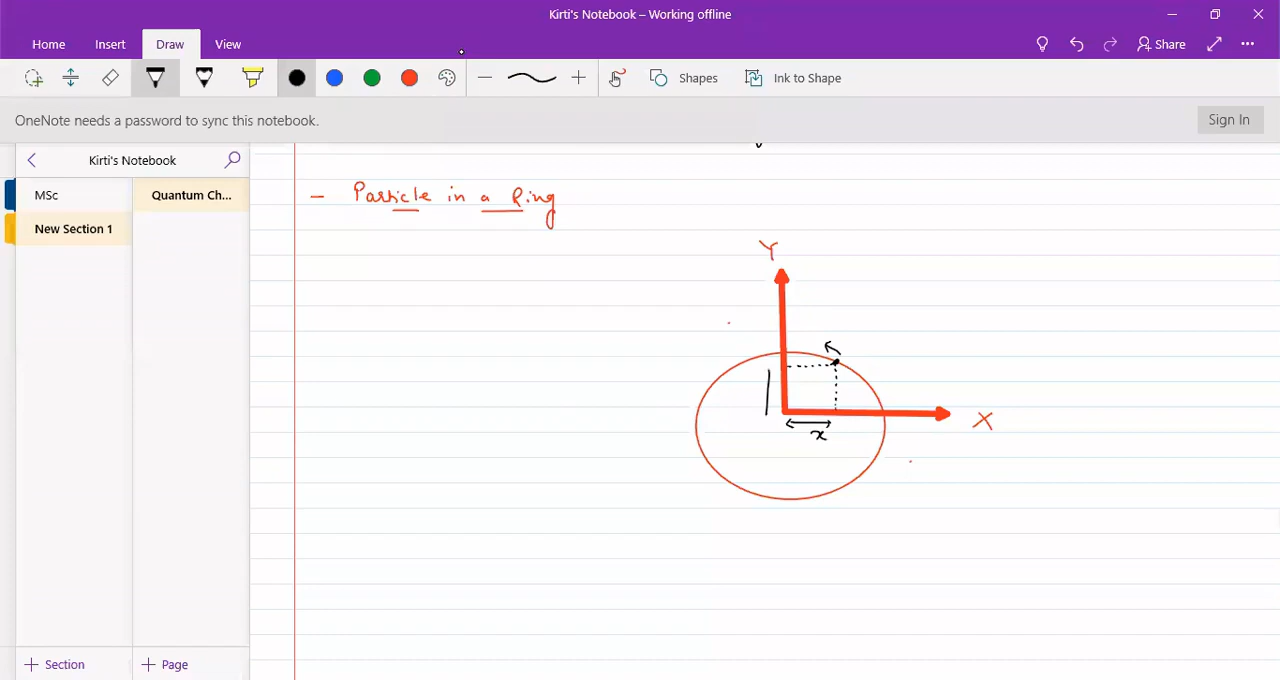 Kirti's Notebook – Working offline
Home Insert Draw View
Share
Shapes
Ink to Shape
OneNote needs a password to sync this notebook.
Sign In
Kirti's Notebook
MSc
New Section 1
Quantum Ch...
- Particle in a Ring
Y
X
x
Section
Page